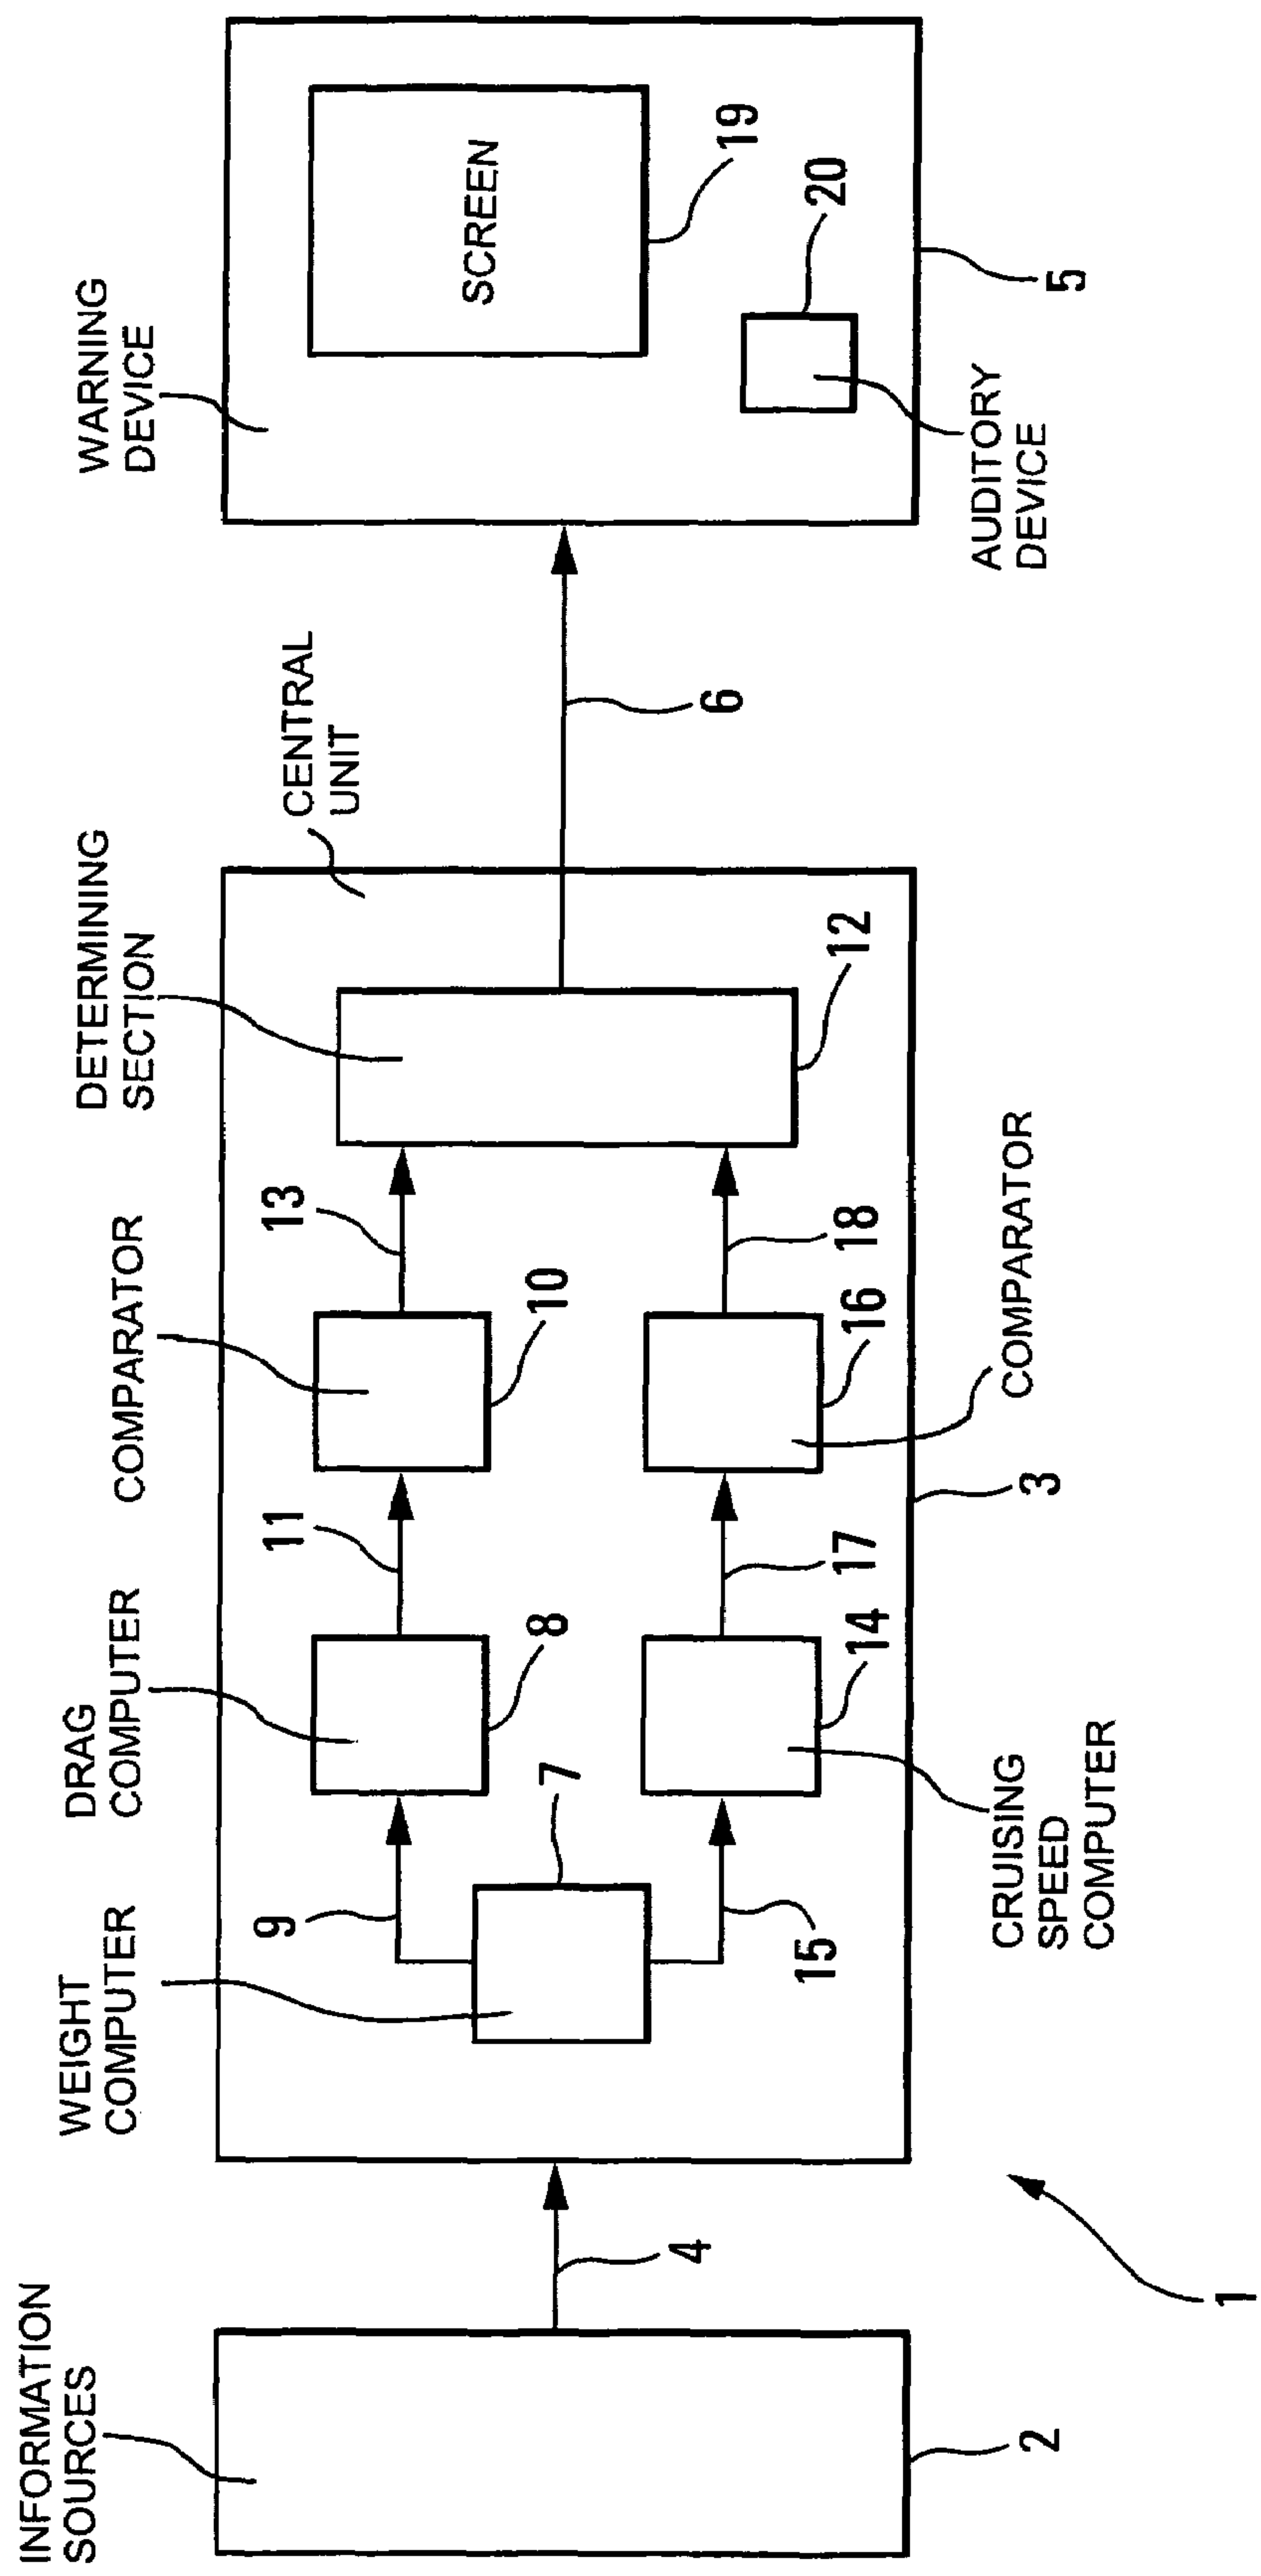 INFORMATION
SOURCES
2
4
1
WEIGHT
COMPUTER
7
9
15
DRAG
COMPUTER
8
11
CRUISING
SPEED
COMPUTER
14
17
3
COMPARATOR
10
13
COMPARATOR
16
18
DETERMINING
SECTION
12
CENTRAL
UNIT
6
WARNING
DEVICE
SCREEN
19
20
AUDITORY
DEVICE
5